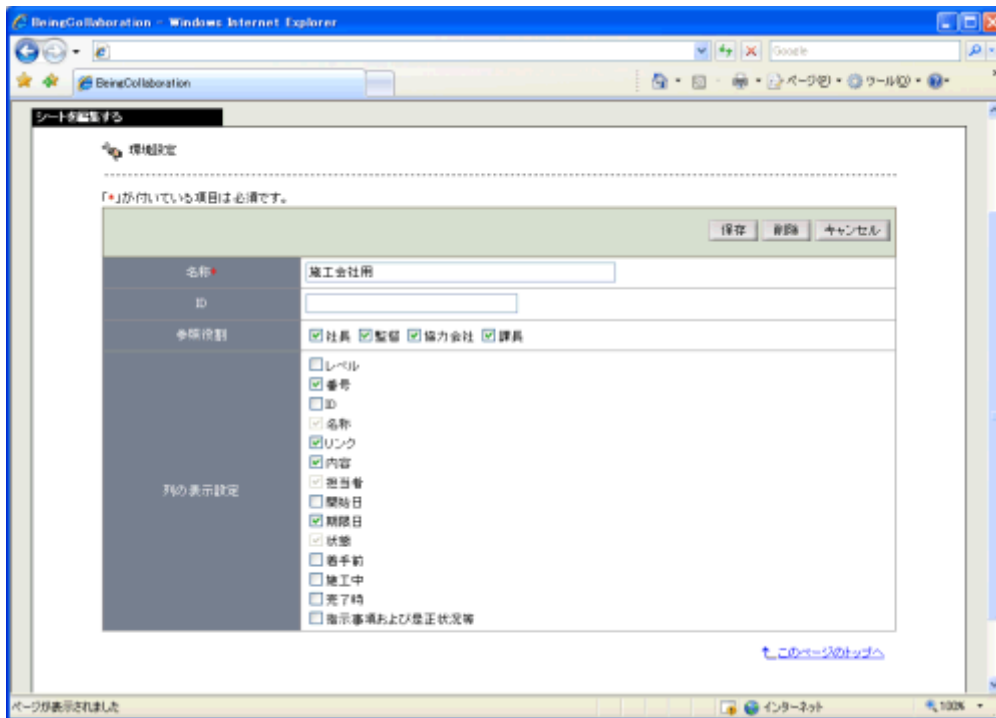 BeingCollaboration - Windows Internet Explorer
Google
BeingCollaboration
ページ(P) ツール(O)
シートを編集する
環境設定
「*」が付いている項目は必須です。
保存 削除 キャンセル
名称* 施工会社用
ID
参照役割 社長 監督 協力会社 課長
列の表示設定
レベル
番号
ID
名称
リンク
内容
担当者
開始日
期限日
状態
着手前
施工中
完了時
指示事項および是正状況等
このページのトップへ
ページが表示されました インターネット 100%